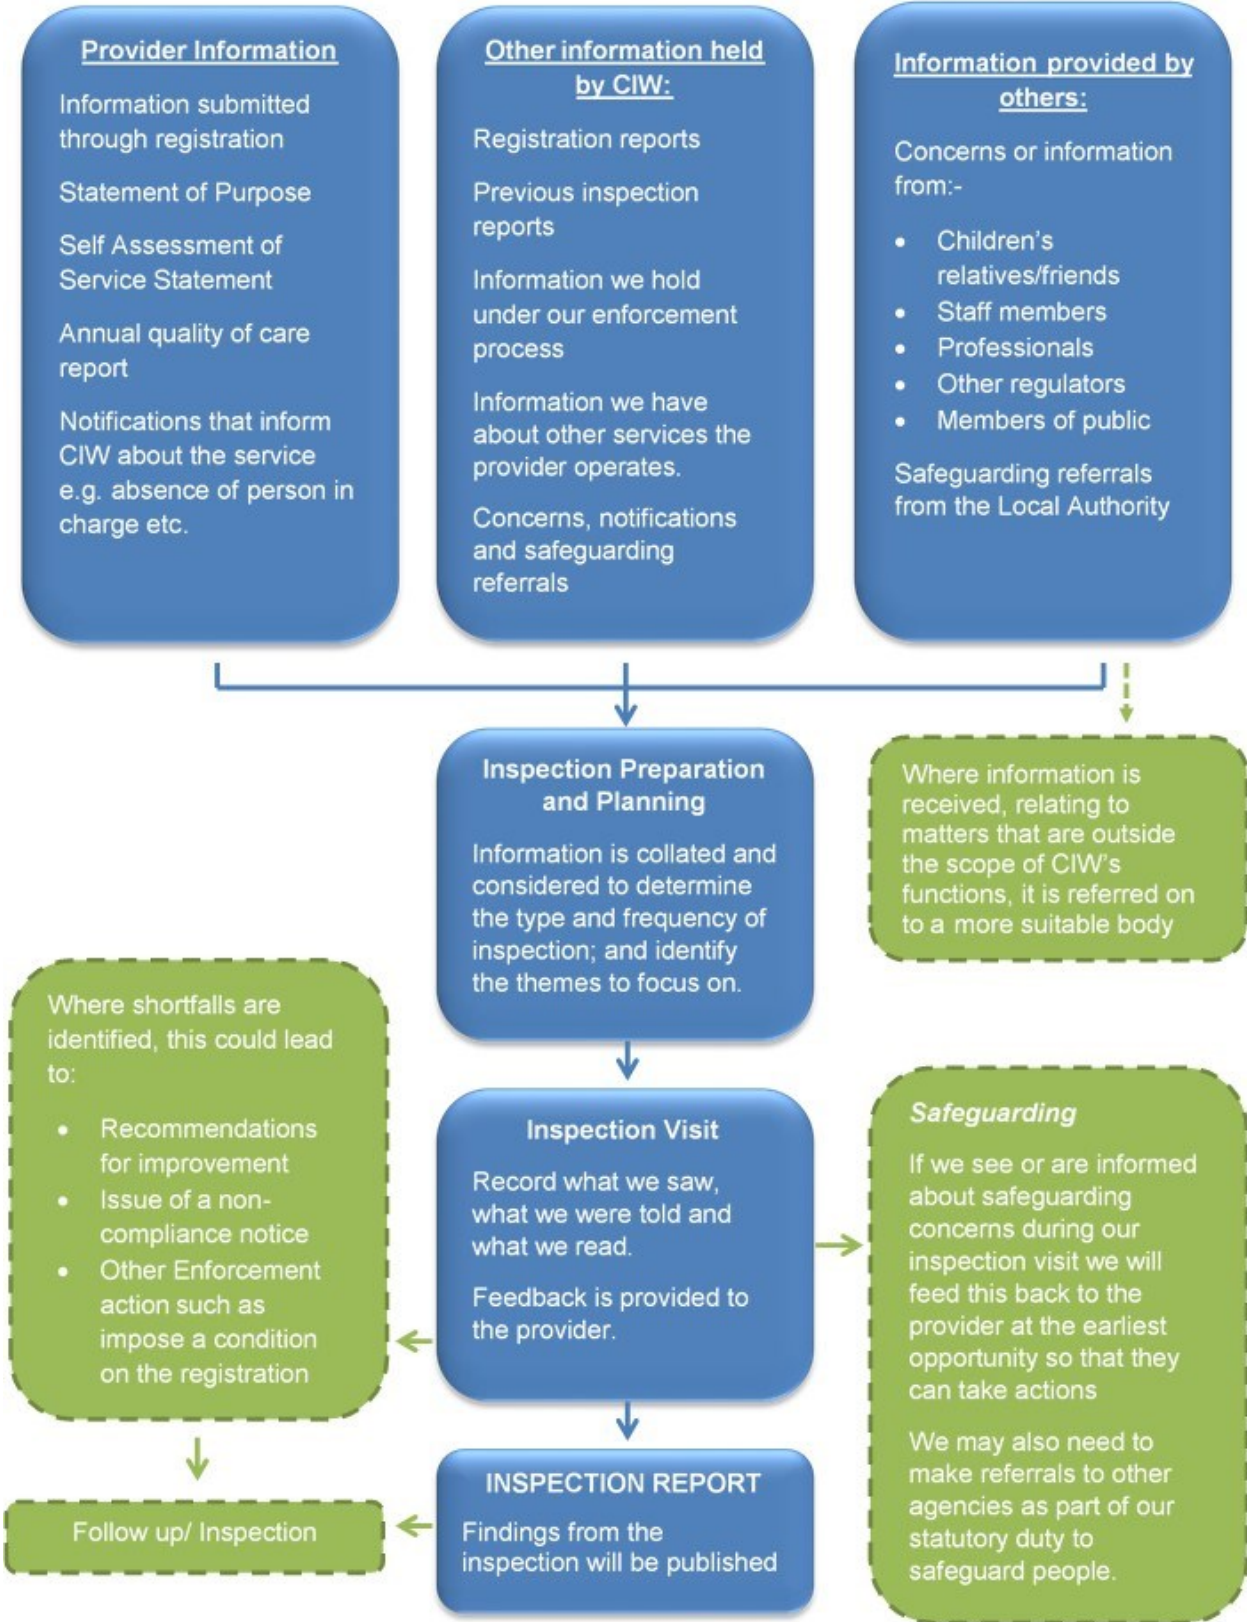 Provider Information
Information submitted
through registration
Statement of Purpose
Self Assessment of
Service Statement
Annual quality of care
report
Notifications that inform
CIW about the service
e.g. absence of person in
charge etc.
Other information held
by CIW:
Registration reports
Previous inspection
reports
Information we hold
under our enforcement
process
Information we have
about other services the
provider operates.
Concerns, notifications
and safeguarding
referrals
Information provided by
others:
Concerns or information
from:-
• Children's
relatives/friends
• Staff members
• Professionals
• Other regulators
• Members of public
Safeguarding referrals
from the Local Authority
Inspection Preparation
and Planning
Information is collated and
considered to determine
the type and frequency of
inspection; and identify
the themes to focus on.
Where information is
received, relating to
matters that are outside
the scope of CIW's
functions, it is referred on
to a more suitable body
Where shortfalls are
identified, this could lead
to:
• Recommendations
for improvement
• Issue of a non-
compliance notice
• Other Enforcement
action such as
impose a condition
on the registration
Inspection Visit
Record what we saw,
what we were told and
what we read.
Feedback is provided to
the provider.
Safeguarding
If we see or are informed
about safeguarding
concerns during our
inspection visit we will
feed this back to the
provider at the earliest
opportunity so that they
can take actions
We may also need to
make referrals to other
agencies as part of our
statutory duty to
safeguard people.
Follow up/ Inspection
INSPECTION REPORT
Findings from the
inspection will be published